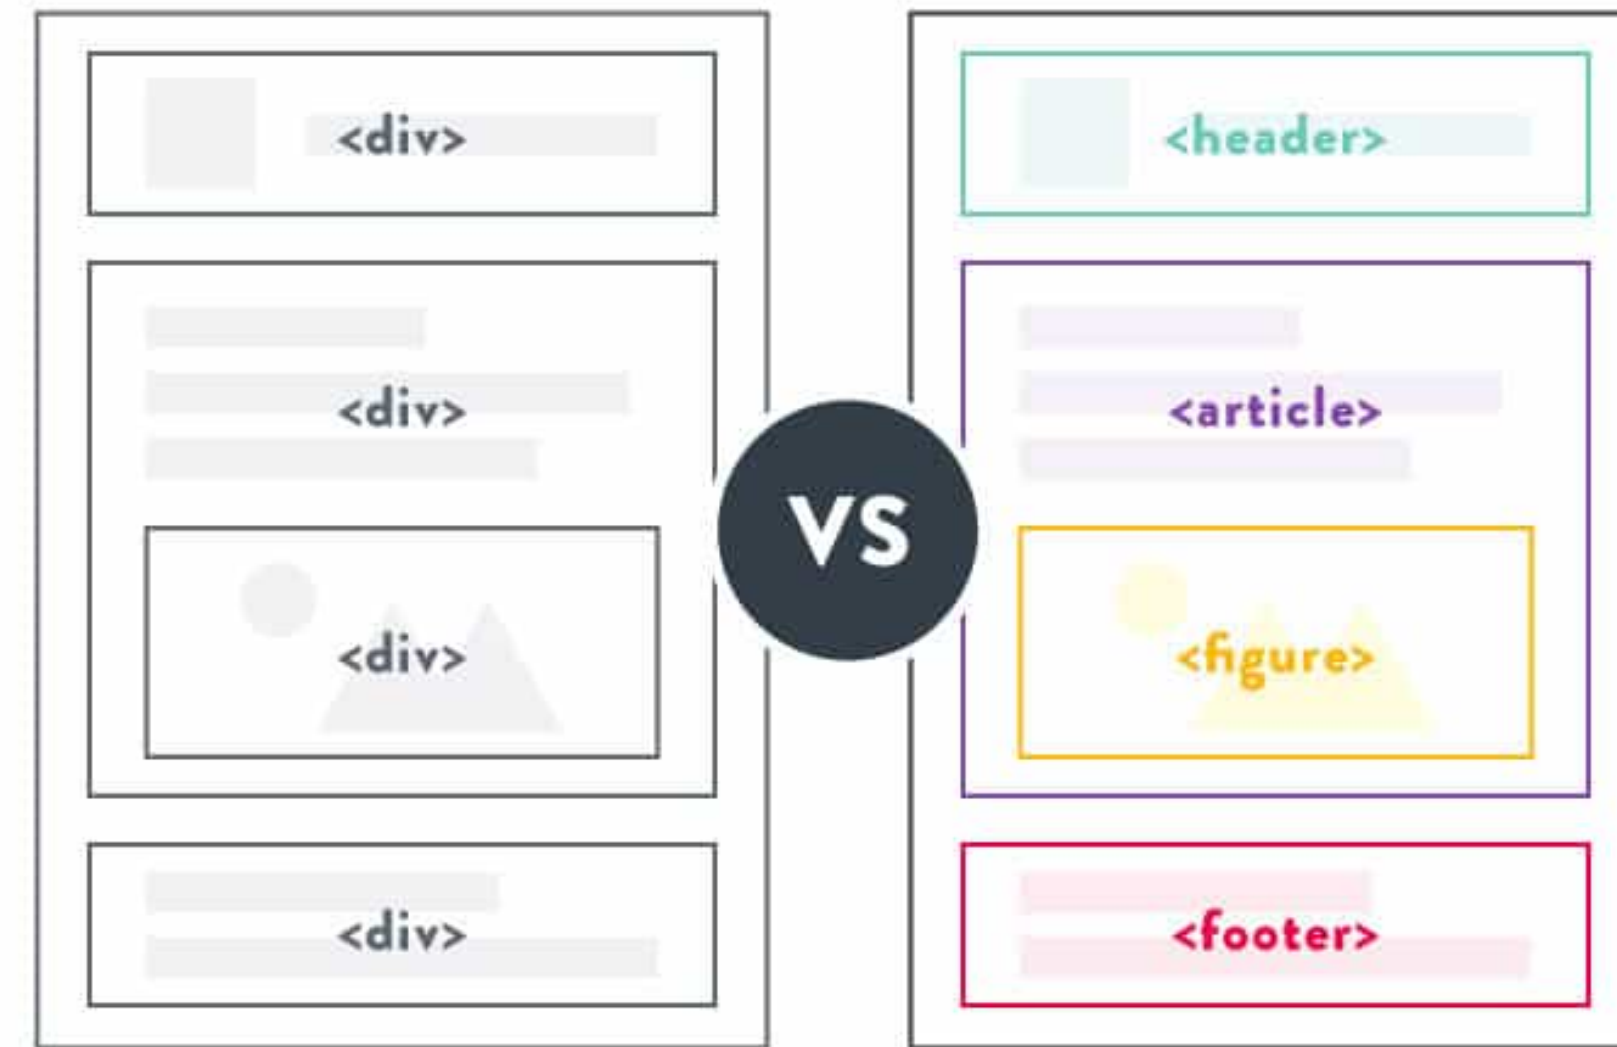 <div>
<div>
<div>
<div>
VS
<header>
<article>
<figure>
<footer>